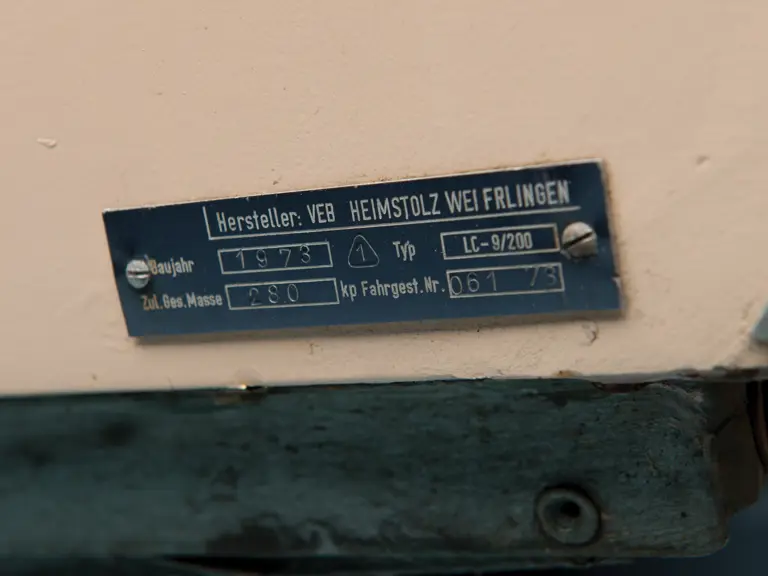 Hersteller: VEB HEIMSTOLZ WEI FRLINGEN
Baujahr 1973 1 Typ LC-9/200
Zul.Ges.Masse 280 kp Fahrgest.Nr. 061 73